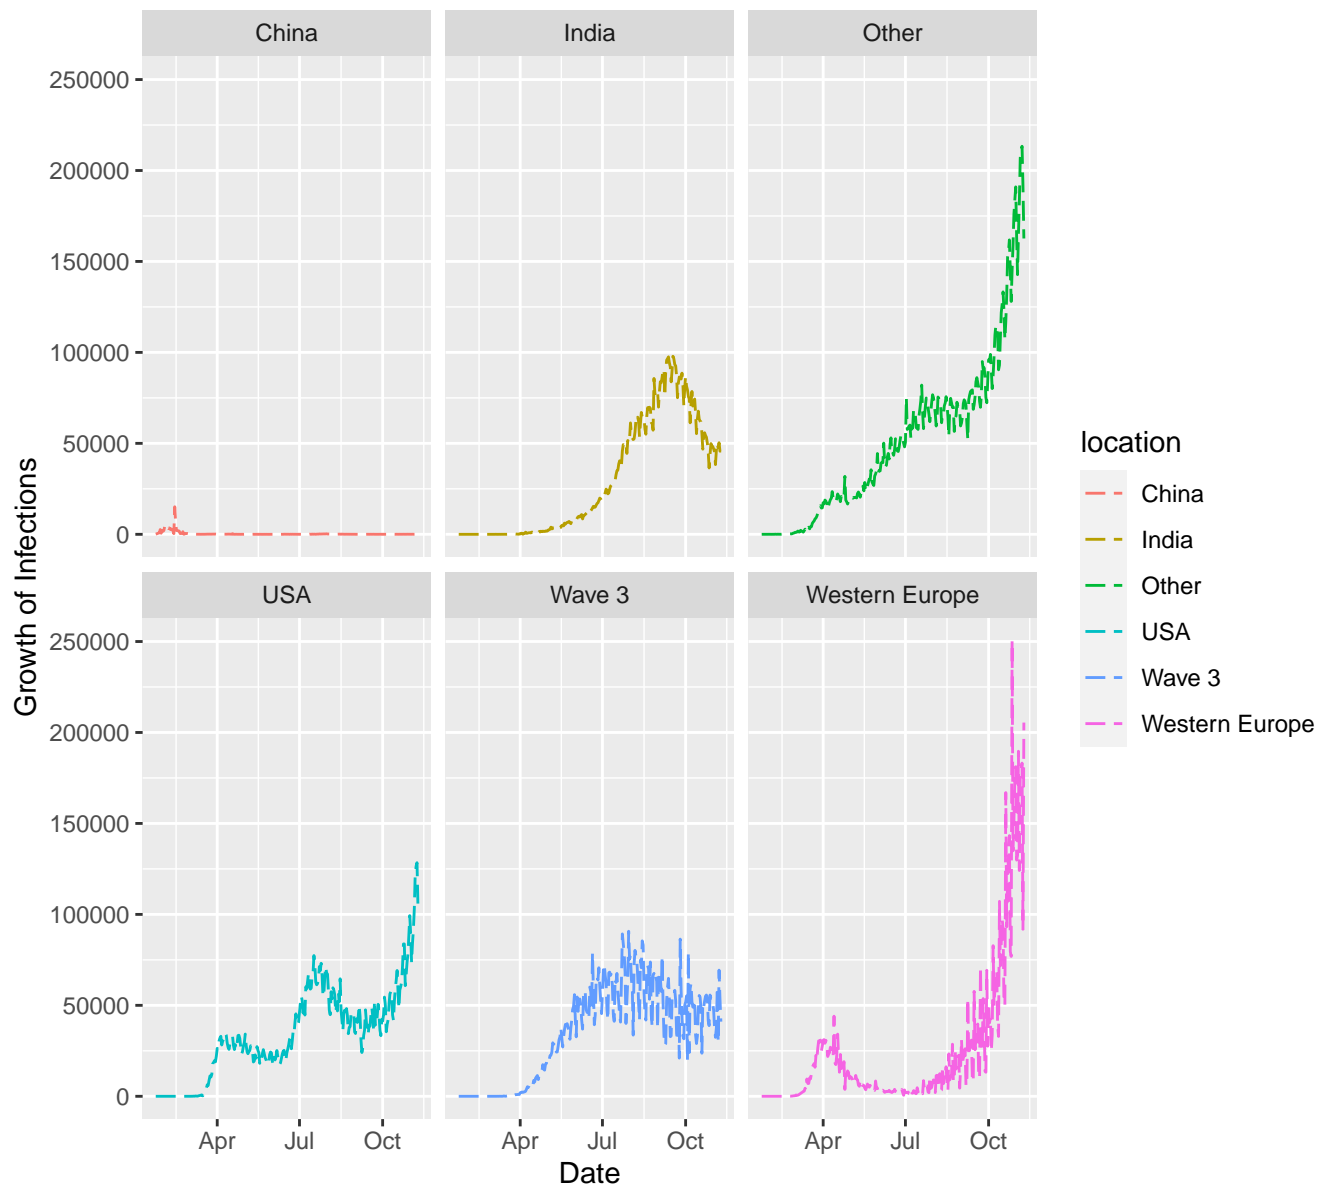 China
India
Other
250000
200000
150000
100000
50000
0
USA
Wave 3
Western Europe
250000
200000
150000
100000
50000
0
Apr
Jul
Oct
Apr
Jul
Oct
Apr
Jul
Oct
Date
Growth of Infections
location
China
India
Other
USA
Wave 3
Western Europe